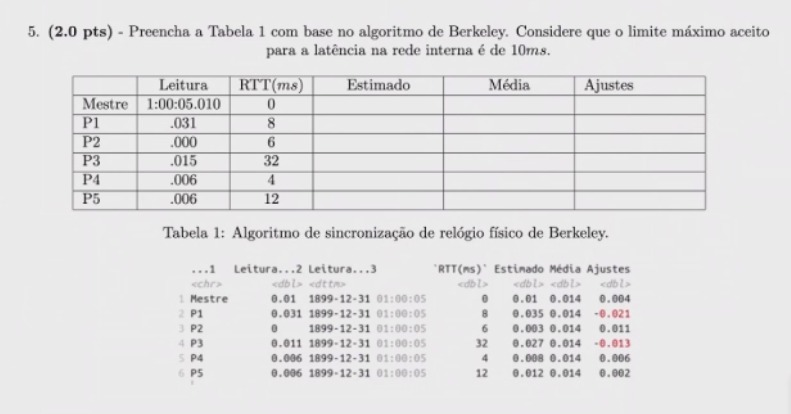 5. (2.0 pts) - Preencha a Tabela 1 com base no algoritmo de Berkeley. Considere que o limite máximo aceito
para a latência na rede interna é de 10ms.
Leitura RTT(ms) Estimado Média Ajustes
Mestre 1:00:05.010 0
P1 .031 8
P2 .000 6
P3 .015 32
P4 .006 4
P5 .006 12
Tabela 1: Algoritmo de sincronização de relógio físico de Berkeley.
...1 Leitura...2 Leitura...3 `RTT(ms)` Estimado Média Ajustes
<chr> <dbl> <dttm> <dbl> <dbl> <dbl> <dbl>
1 Mestre 0.01 1899-12-31 01:00:05 0 0.01 0.014 0.004
2 P1 0.031 1899-12-31 01:00:05 8 0.035 0.014 -0.021
3 P2 0 1899-12-31 01:00:05 6 0.003 0.014 0.011
4 P3 0.011 1899-12-31 01:00:05 32 0.027 0.014 -0.013
5 P4 0.006 1899-12-31 01:00:05 4 0.008 0.014 0.006
6 P5 0.006 1899-12-31 01:00:05 12 0.012 0.014 0.002